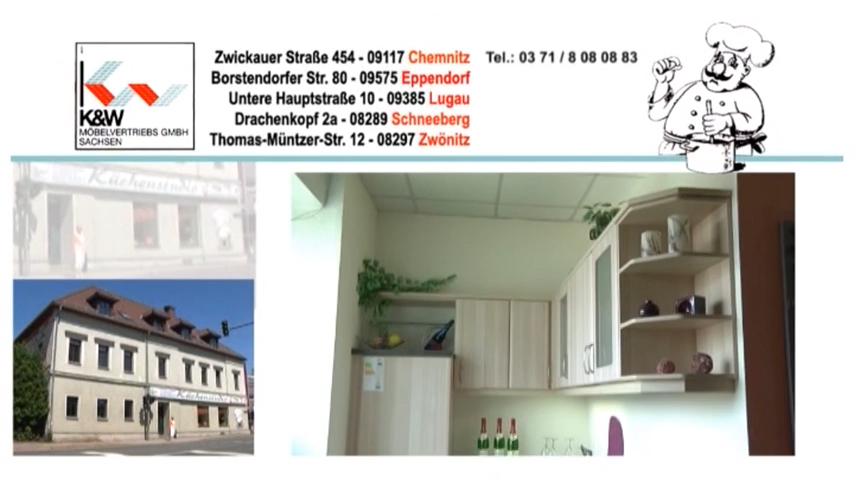 K&W
MÖBELVERTRIEBS GMBH
SACHSEN
Zwickauer Straße 454 - 09117 Chemnitz
Borstendorfer Str. 80 - 09575 Eppendorf
Untere Hauptstraße 10 - 09385 Lugau
Drachenkopf 2a - 08289 Schneeberg
Thomas-Müntzer-Str. 12 - 08297 Zwönitz
Tel.: 03 71 / 8 08 08 83
Küchenstudio
Küchenstudio